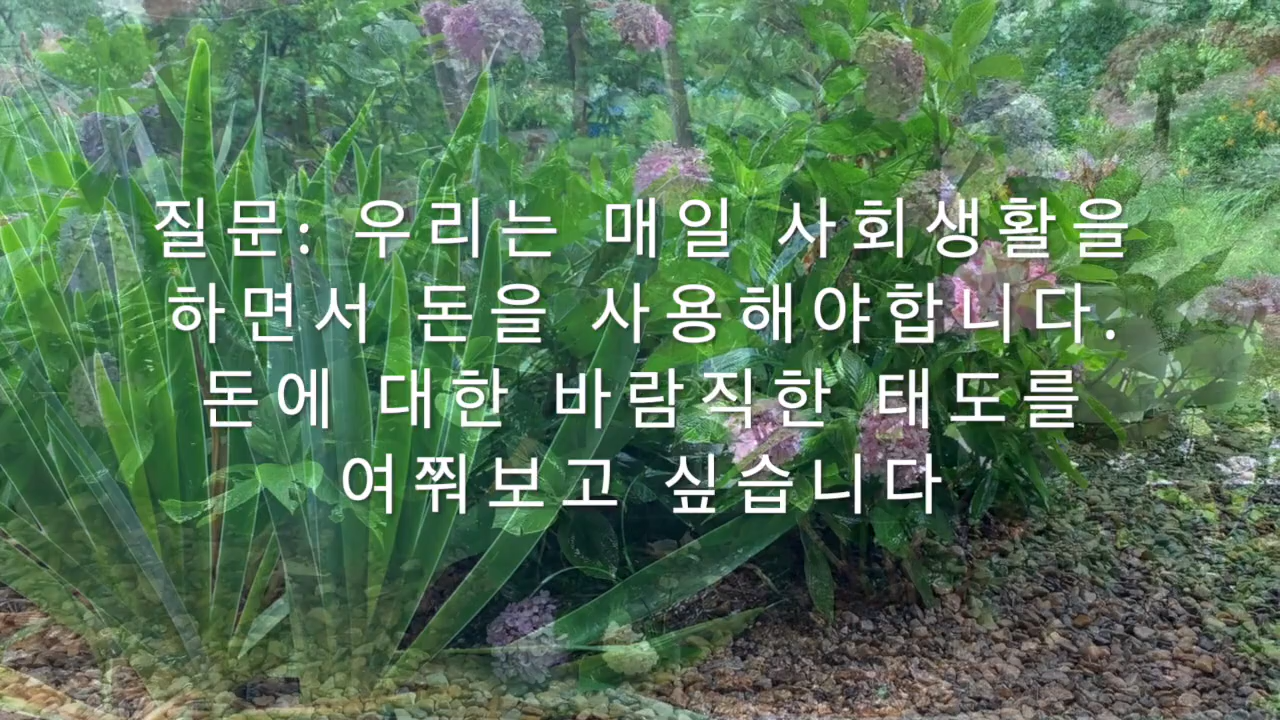 질문: 우리는 매일 사회생활을
하면서 돈을 사용해야합니다.
돈에 대한 바람직한 태도를
여쭤보고 싶습니다